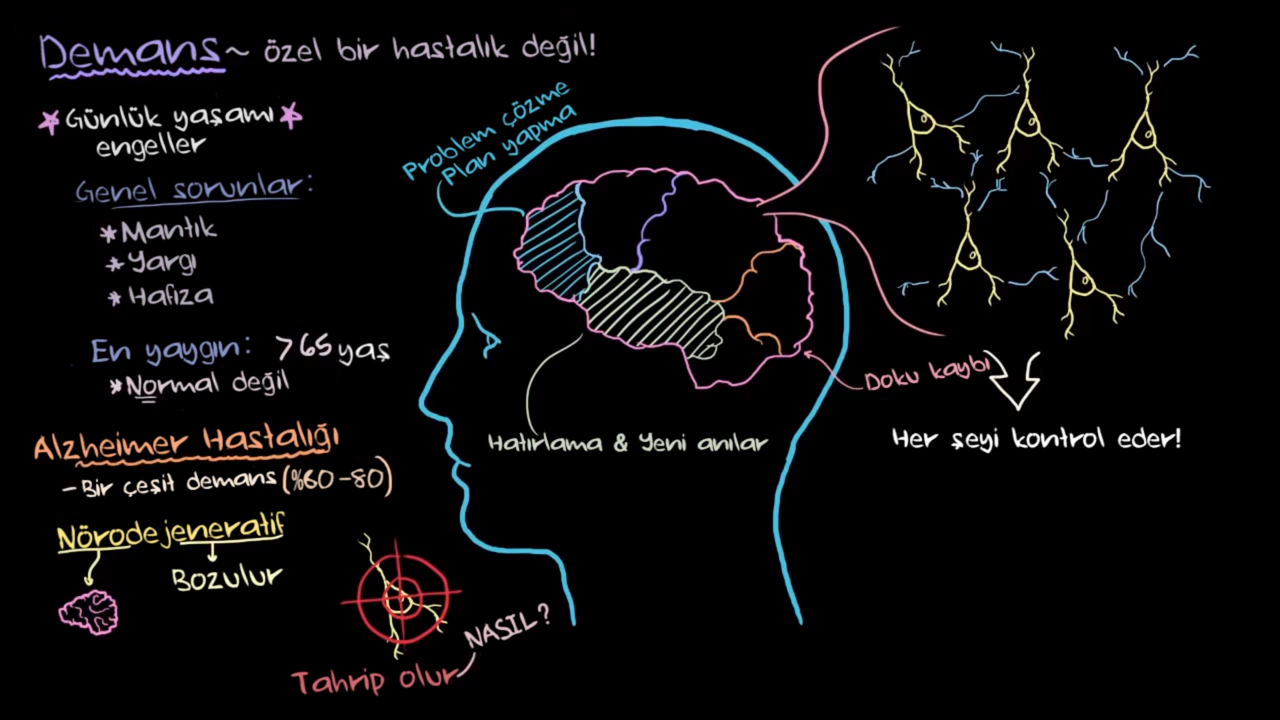 Demans ~ özel bir hastalık değil!
Günlük yaşamı
engeller
Genel sorunlar:
*Mantık
*Yargı
*Hafıza
En yaygın: >65 yaş
*Normal değil
Alzheimer Hastalığı
- Bir çeşit demans (%60-80)
Nörodejeneratif
Bozulur
Tahrip olur
NASIL?
Problem çözme
Plan yapma
Hatırlama & Yeni anılar
Doku kaybı
Her şeyi kontrol eder!